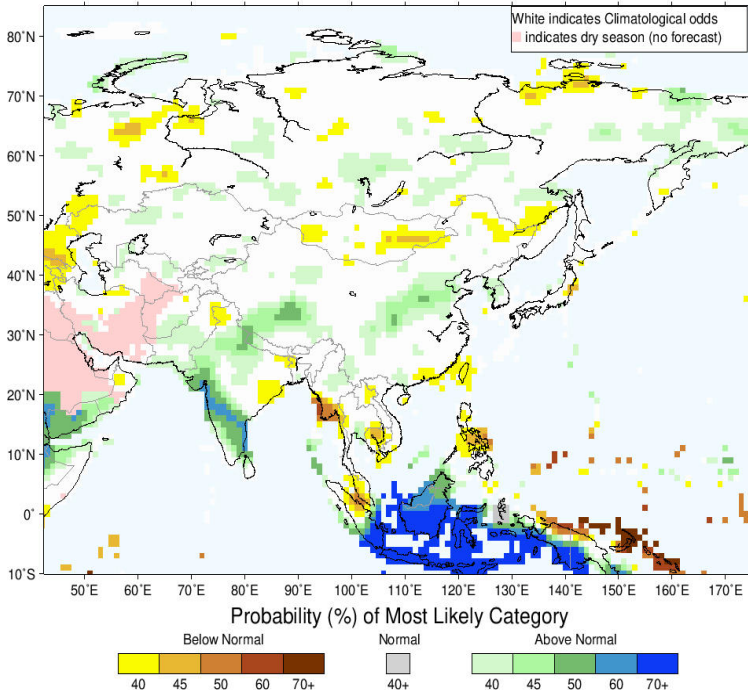 White indicates Climatological odds
indicates dry season (no forecast)
80˚N
70˚N
60˚N
50˚N
40˚N
30˚N
20˚N
10˚N
0˚
10˚S
50˚E 60˚E 70˚E 80˚E 90˚E 100˚E 110˚E 120˚E 130˚E 140˚E 150˚E 160˚E 170˚E
Probability (%) of Most Likely Category
Below Normal Normal Above Normal
40 45 50 60 70+ 40+ 40 45 50 60 70+